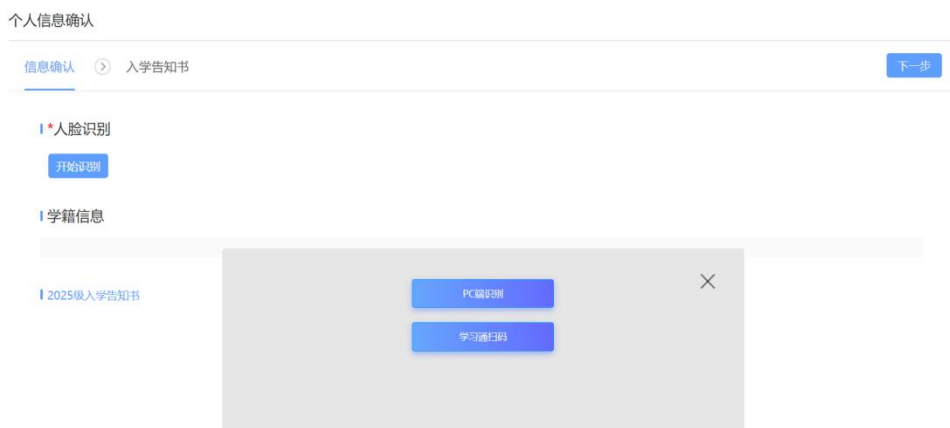 个人信息确认
信息确认 入学告知书 下一步
*人脸识别
开始识别
学籍信息
2025级入学告知书
PC端识别
学习通扫码